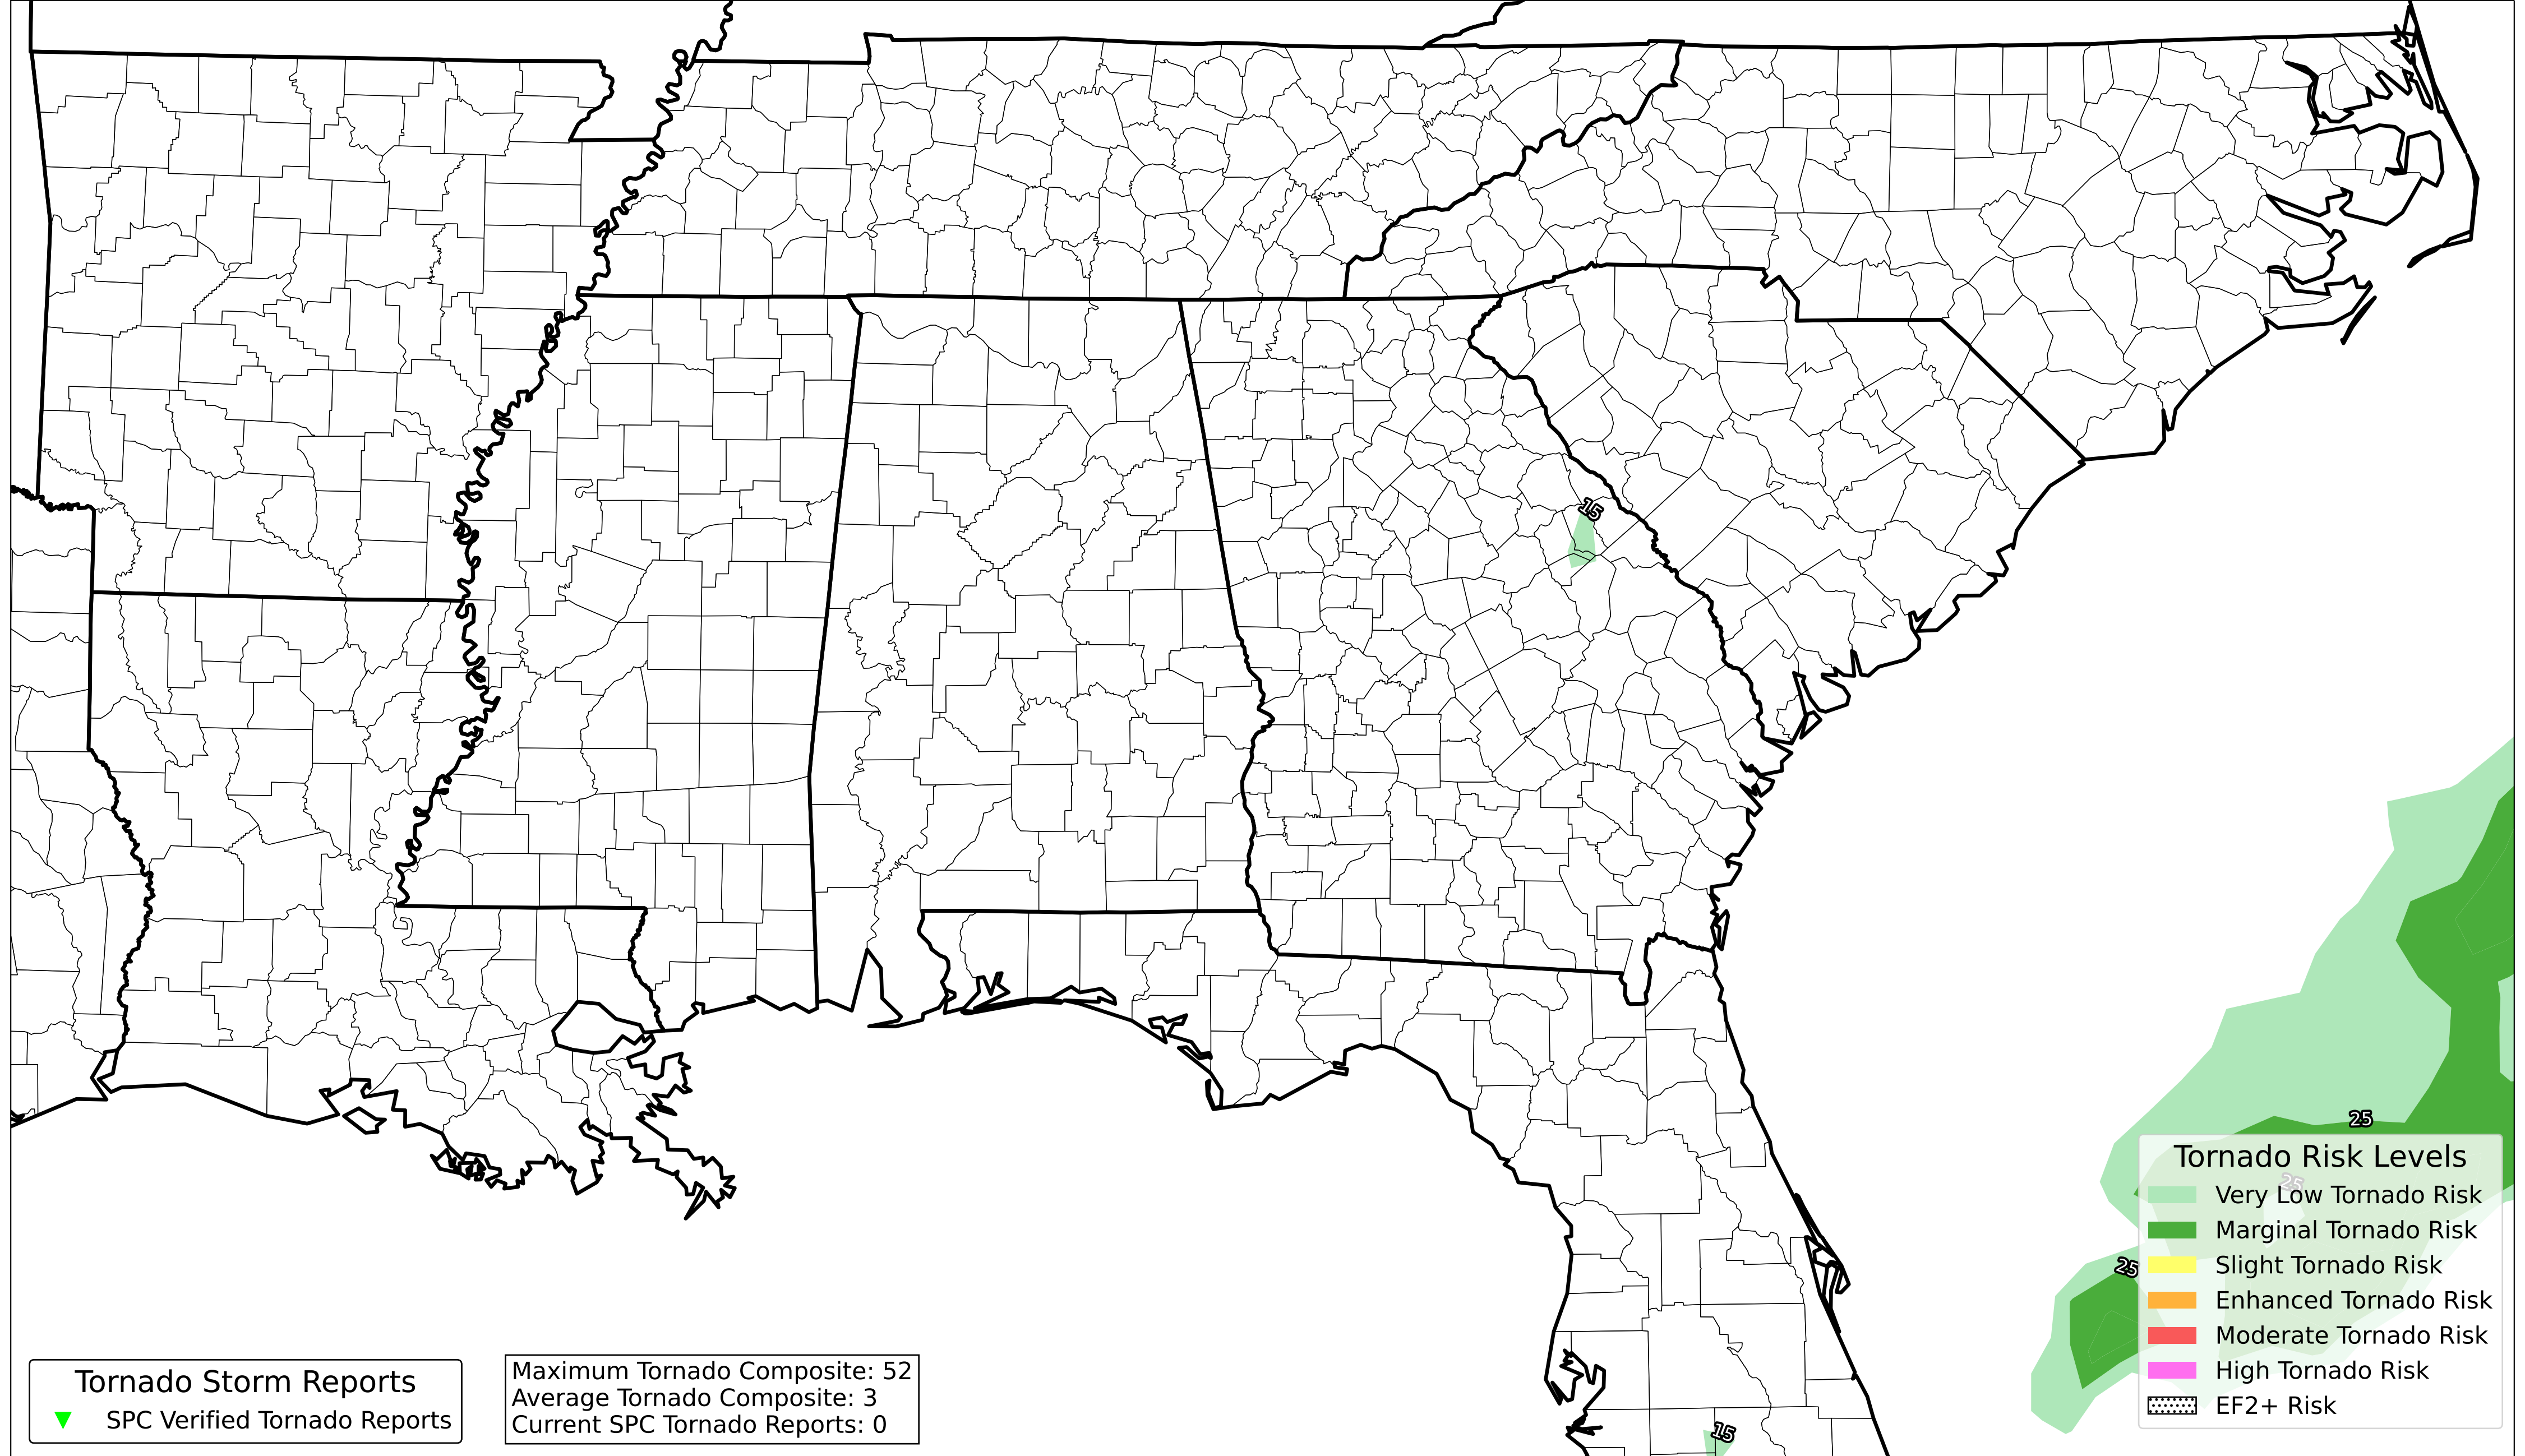 15
25
25
25
15
Tornado Risk Levels
Very Low Tornado Risk
Marginal Tornado Risk
Slight Tornado Risk
Enhanced Tornado Risk
Moderate Tornado Risk
High Tornado Risk
EF2+ Risk
Tornado Storm Reports
SPC Verified Tornado Reports
Maximum Tornado Composite: 52
Average Tornado Composite: 3
Current SPC Tornado Reports: 0